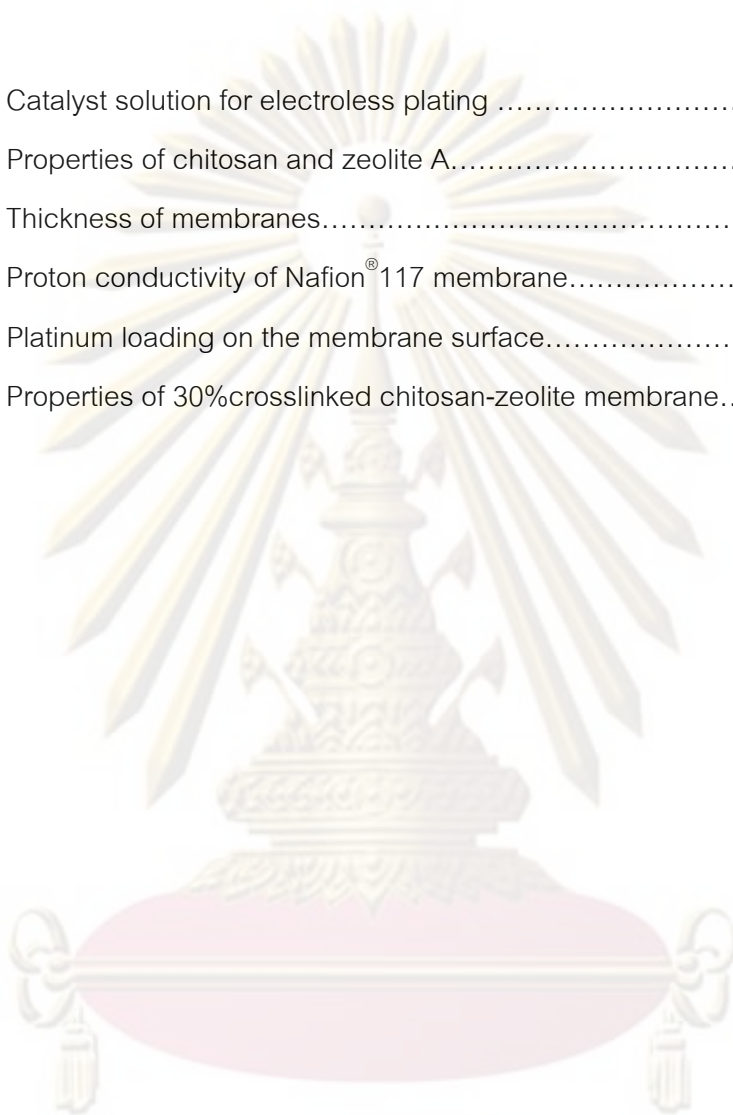 Catalyst solution for electroless plating ............................
Properties of chitosan and zeolite A.................................
Thickness of membranes...............................................
Proton conductivity of Nafion®117 membrane..................
Platinum loading on the membrane surface....................
Properties of 30%crosslinked chitosan-zeolite membrane..